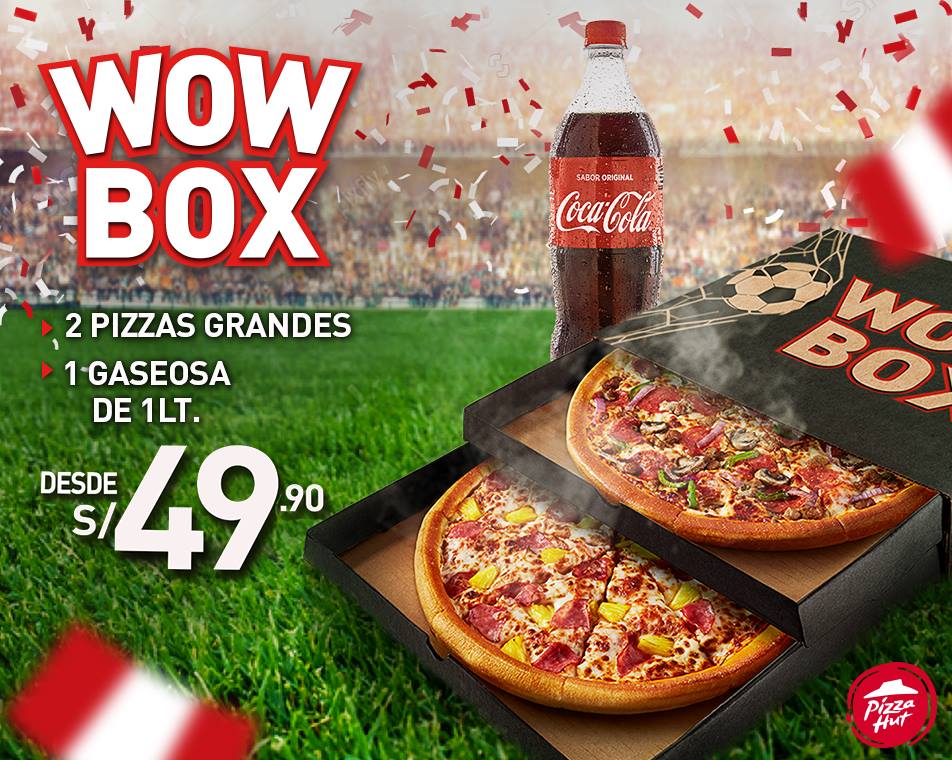 WOW
BOX
2 PIZZAS GRANDES
1 GASEOSA
DE 1LT.
DESDE
S/49.90
SABOR ORIGINAL
Coca-Cola
BOX
Pizza
Hut